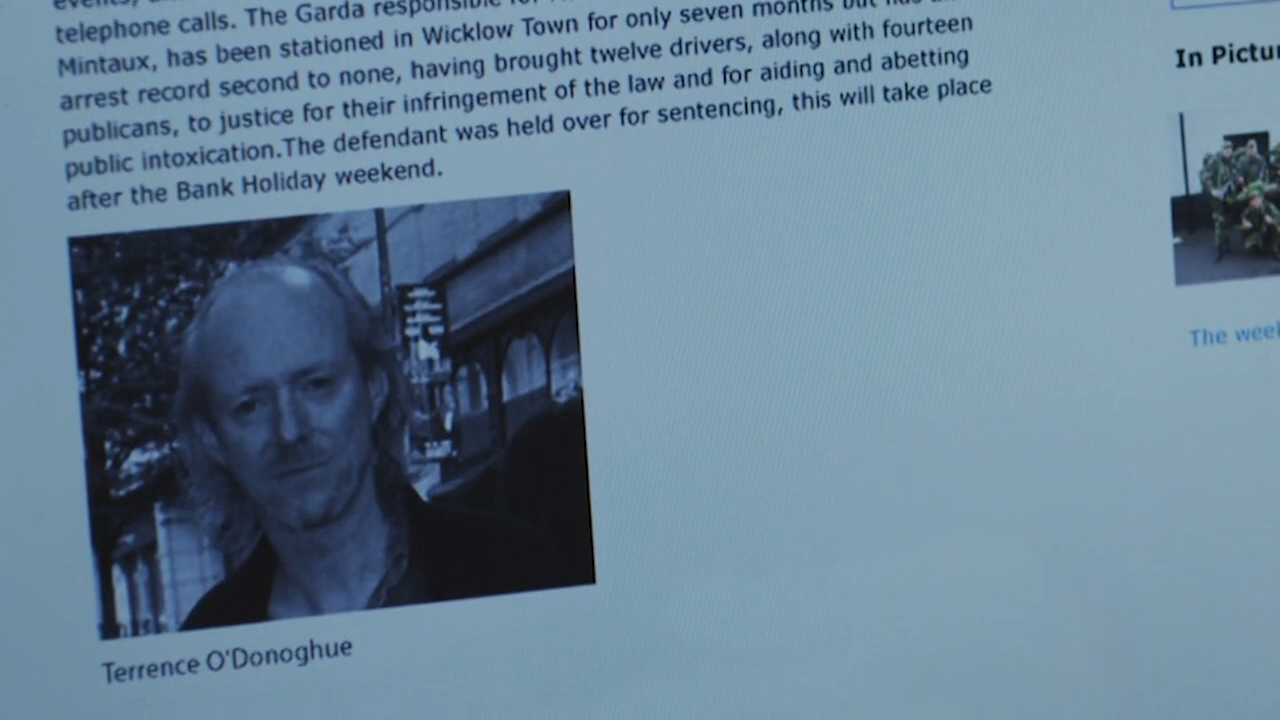 telephone calls. The Garda responsible for
Mintaux, has been stationed in Wicklow Town for only seven months but has
arrest record second to none, having brought twelve drivers, along with fourteen
publicans, to justice for their infringement of the law and for aiding and abetting
public intoxication.The defendant was held over for sentencing, this will take place
after the Bank Holiday weekend.
Terrence O'Donoghue
In Pictu
The week